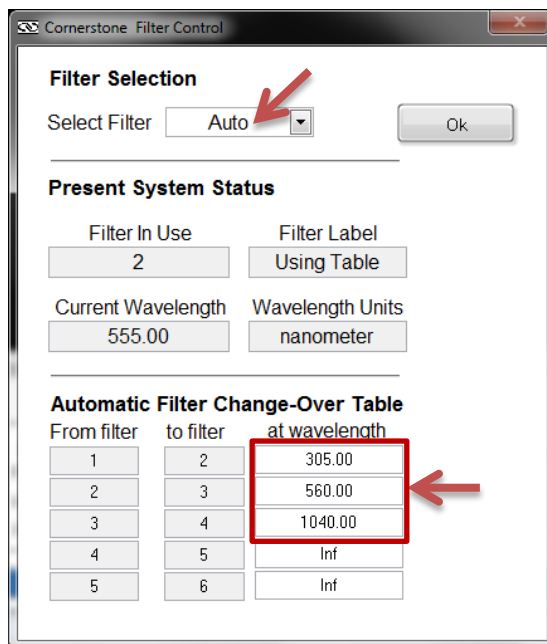 Cornerstone Filter Control
x
Filter Selection
Select Filter Auto
Ok
Present System Status
Filter In Use Filter Label
2 Using Table
Current Wavelength Wavelength Units
555.00 nanometer
Automatic Filter Change-Over Table
From filter to filter at wavelength
1 2 305.00
2 3 560.00
3 4 1040.00
4 5 Inf
5 6 Inf